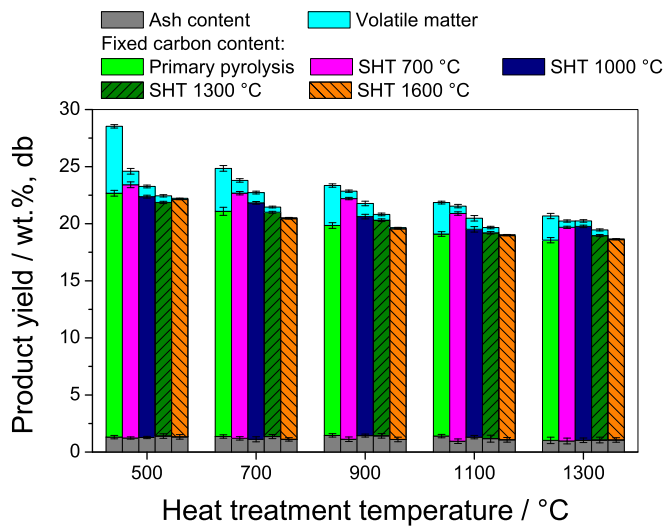 Ash content Volatile matter
Fixed carbon content:
Primary pyrolysis SHT 700 °C SHT 1000 °C
SHT 1300 °C SHT 1600 °C
30
25
20
15
10
5
0
Product yield / wt.%, db
500 700 900 1100 1300
Heat treatment temperature / °C